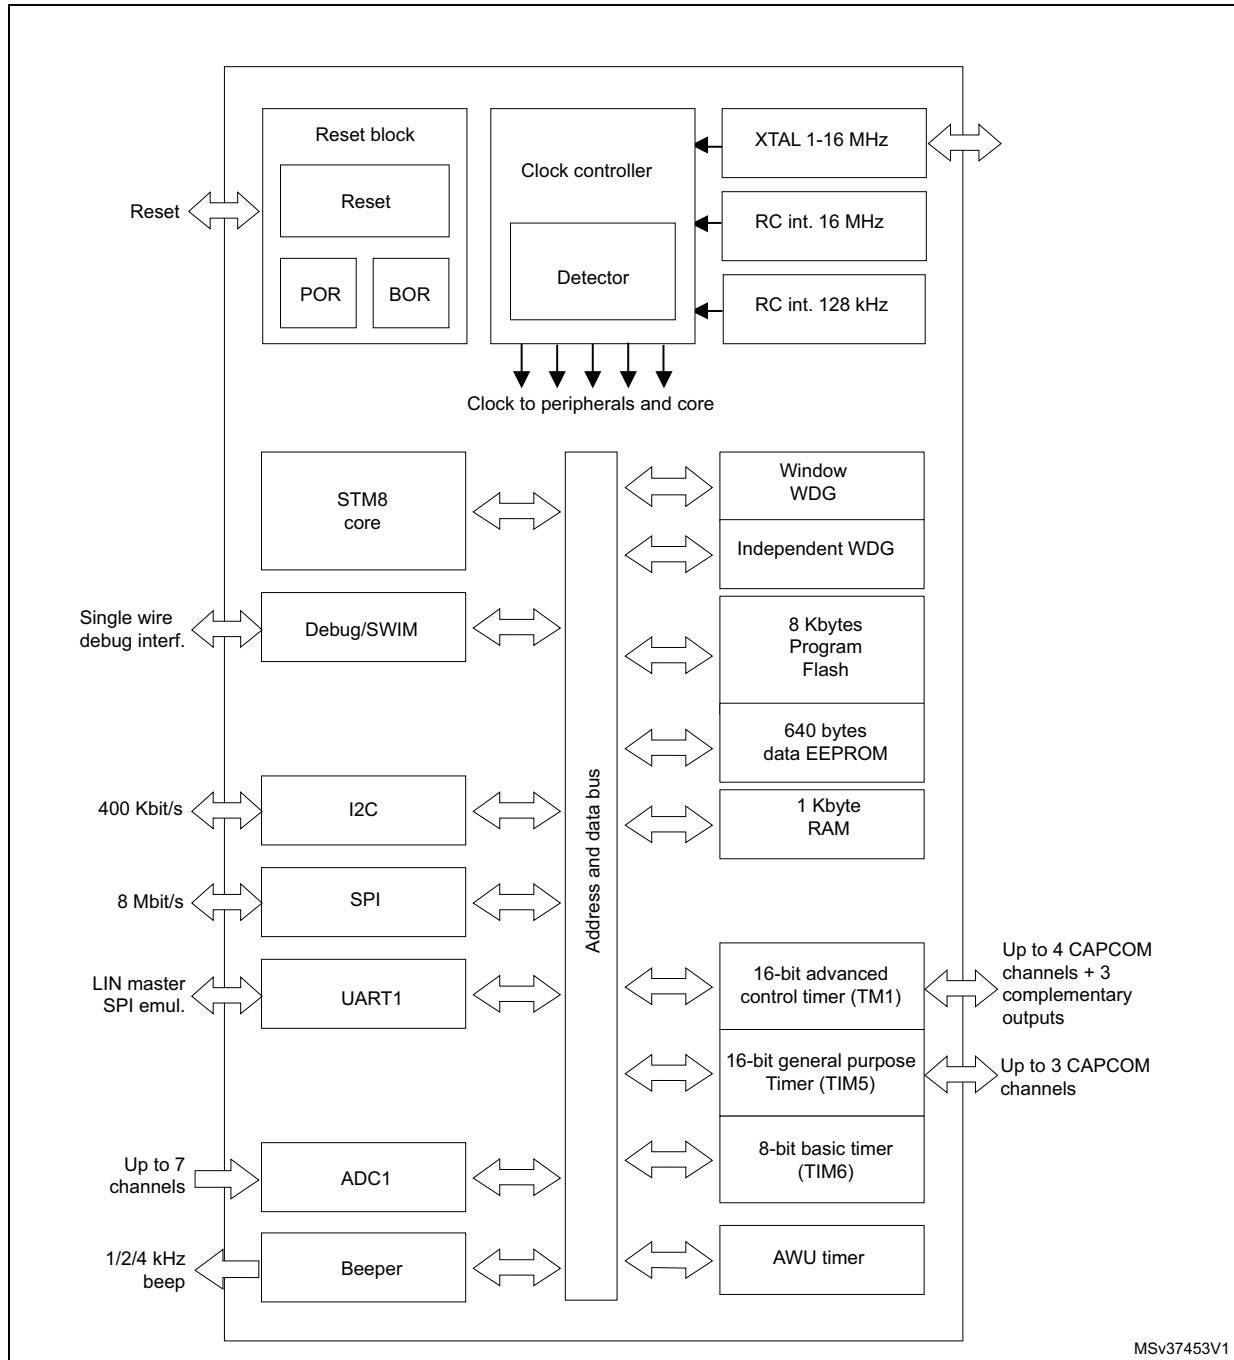 Reset block
Reset
POR
BOR
Reset
Clock controller
Detector
XTAL 1-16 MHz
RC int. 16 MHz
RC int. 128 kHz
Clock to peripherals and core
STM8
core
Single wire
debug interf.
Debug/SWIM
400 Kbit/s
I2C
8 Mbit/s
SPI
LIN master
SPI emul.
UART1
Up to 7
channels
ADC1
1/2/4 kHz
beep
Beeper
Address and data bus
Window
WDG
Independent WDG
8 Kbytes
Program
Flash
640 bytes
data EEPROM
1 Kbyte
RAM
16-bit advanced
control timer (TM1)
Up to 4 CAPCOM
channels + 3
complementary
outputs
16-bit general purpose
Timer (TIM5)
Up to 3 CAPCOM
channels
8-bit basic timer
(TIM6)
AWU timer
MSv37453V1